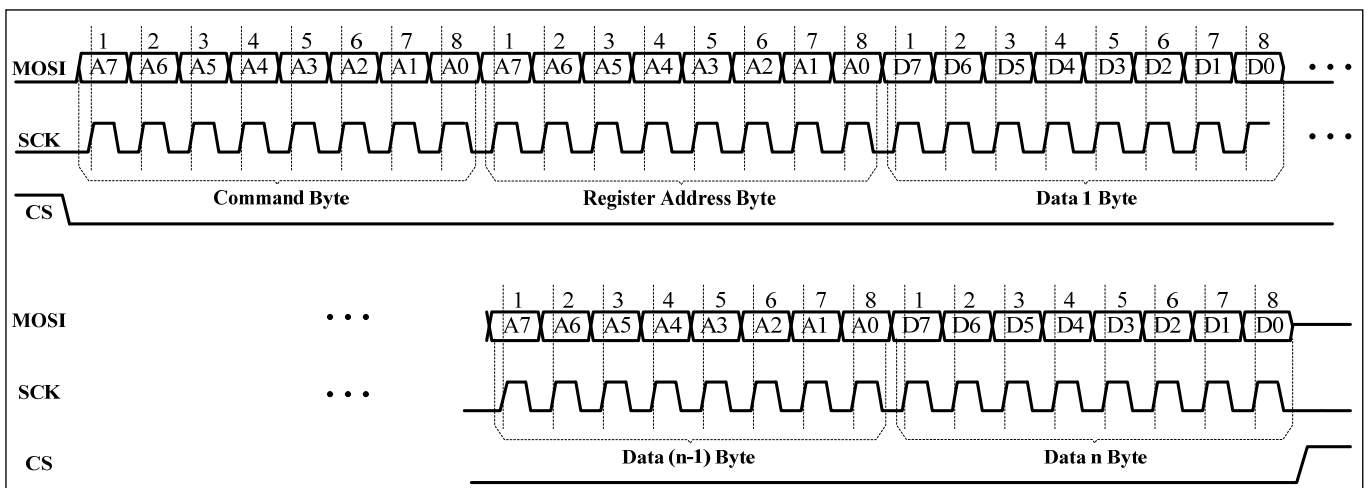 1 2 3 4 5 6 7 8 1 2 3 4 5 6 7 8 1 2 3 4 5 6 7 8
MOSI A7 A6 A5 A4 A3 A2 A1 A0 A7 A6 A5 A4 A3 A2 A1 A0 D7 D6 D5 D4 D3 D2 D1 D0 • • •
SCK • • •
Command Byte Register Address Byte Data 1 Byte
CS
1 2 3 4 5 6 7 8 1 2 3 4 5 6 7 8
MOSI • • • A7 A6 A5 A4 A3 A2 A1 A0 D7 D6 D5 D4 D3 D2 D1 D0
SCK • • •
Data (n-1) Byte Data n Byte
CS